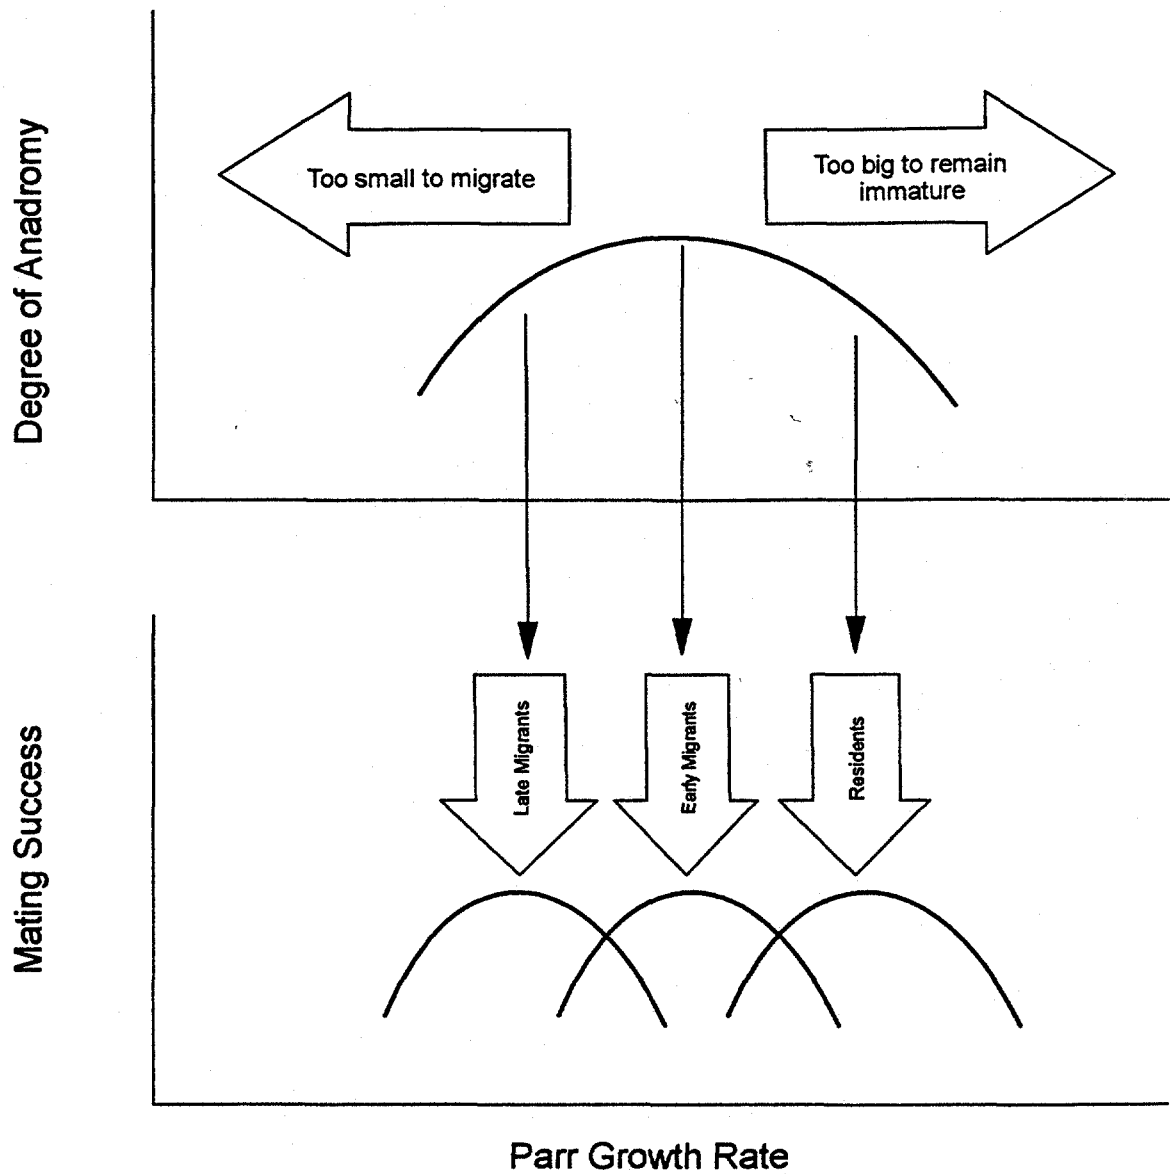 Degree of Anadromy
Too small to migrate
Too big to remain
immature
Mating Success
Late Migrants
Early Migrants
Residents
Parr Growth Rate